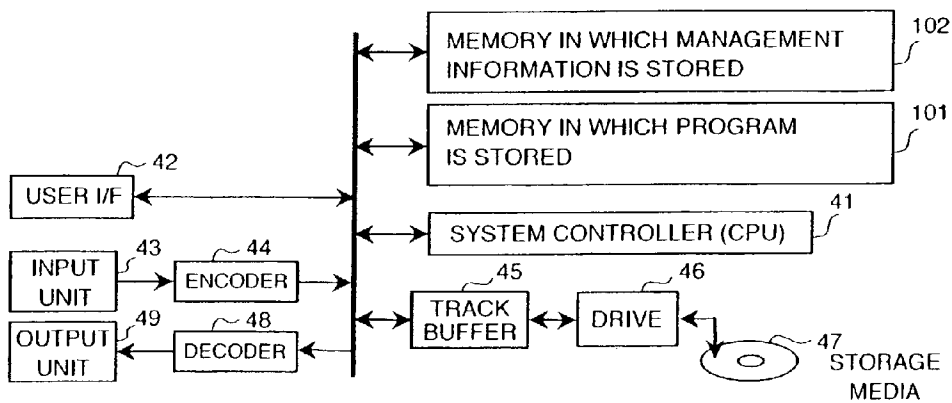 102
MEMORY IN WHICH MANAGEMENT
INFORMATION IS STORED
101
MEMORY IN WHICH PROGRAM
IS STORED
42
USER I/F
41
SYSTEM CONTROLLER (CPU)
43
INPUT
UNIT
44
ENCODER
45
TRACK
BUFFER
46
DRIVE
49
OUTPUT
UNIT
48
DECODER
47
STORAGE
MEDIA